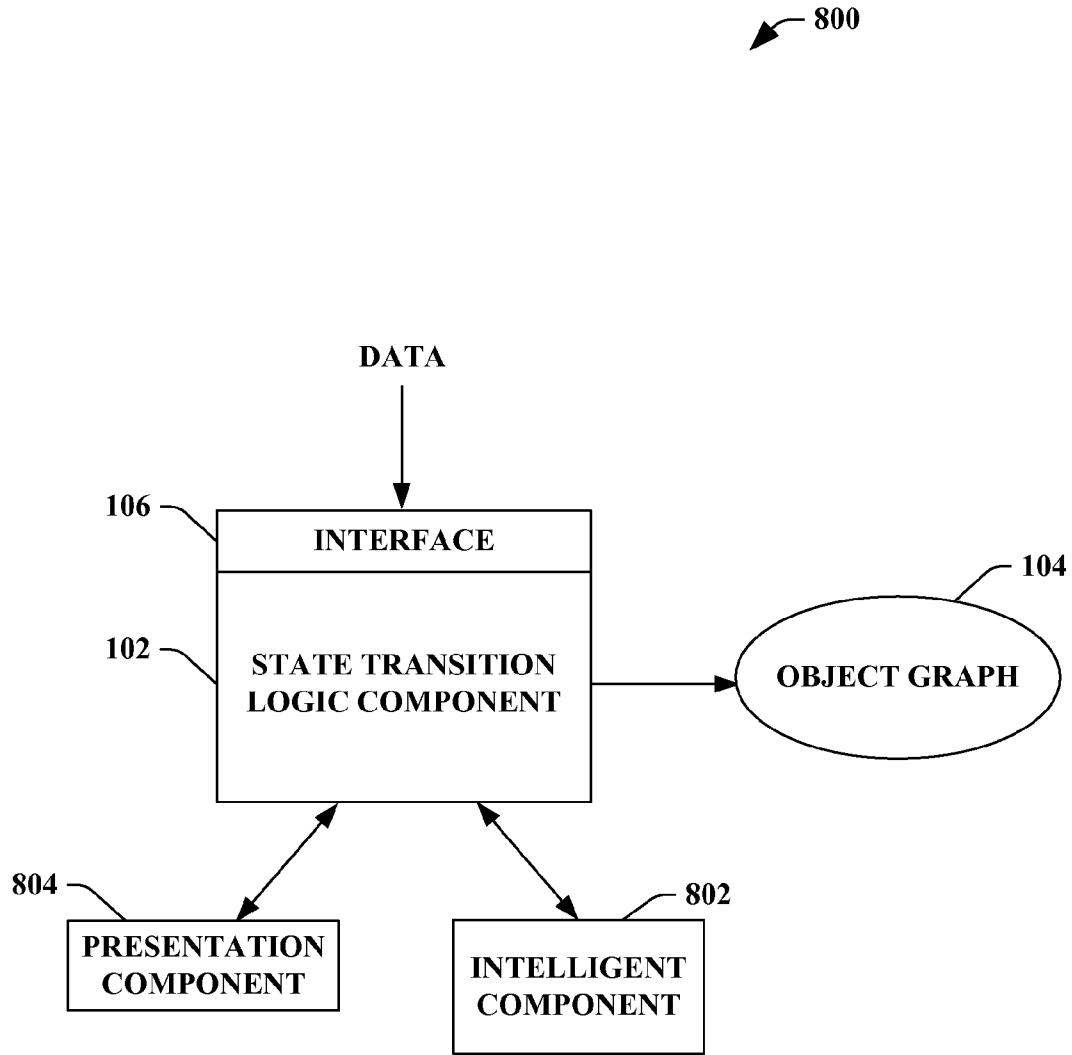 800
DATA
106
INTERFACE
104
102
STATE TRANSITION
LOGIC COMPONENT
OBJECT GRAPH
804
802
PRESENTATION
COMPONENT
INTELLIGENT
COMPONENT